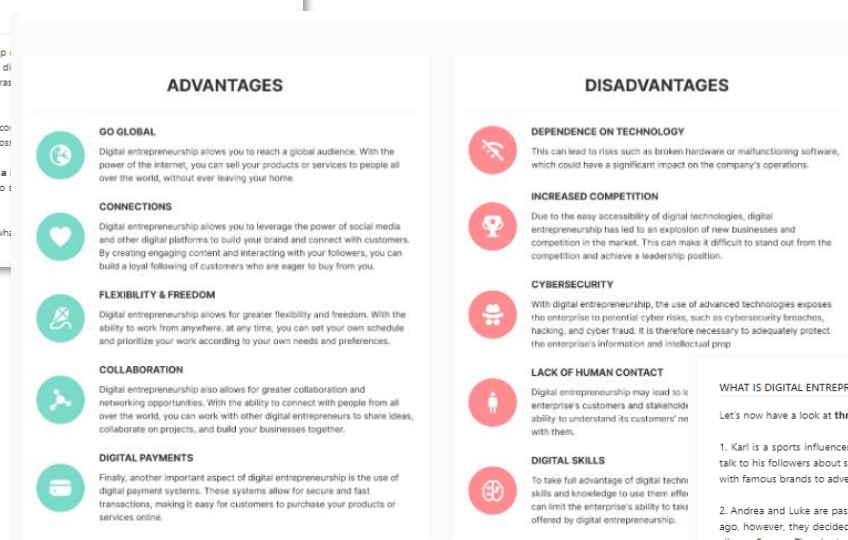 ADVANTAGES
GO GLOBAL
Digital entrepreneurship allows you to reach a global audience. With the
power of the internet, you can sell your products or services to people all
over the world, without ever leaving your home.
CONNECTIONS
Digital entrepreneurship allows you to leverage the power of social media
and other digital platforms to build your brand and connect with customers.
By creating engaging content and interacting with your followers, you can
build a loyal following of customers who are eager to buy from you.
FLEXIBILITY & FREEDOM
Digital entrepreneurship allows for greater flexibility and freedom. With the
ability to work from anywhere, at any time, you can set your own schedule
and prioritize your work according to your own needs and preferences.
COLLABORATION
Digital entrepreneurship also allows for greater collaboration and
networking opportunities. With the ability to connect with people from all
over the world, you can work with other digital entrepreneurs to share ideas,
collaborate on projects, and build your businesses together.
DIGITAL PAYMENTS
Finally, another important aspect of digital entrepreneurship is the use of
digital payment systems. These systems allow for secure and fast
transactions, making it easy for customers to purchase your products or
services online.
DISADVANTAGES
DEPENDENCE ON TECHNOLOGY
This can lead to risks such as broken hardware or malfunctioning software,
which could have a significant impact on the company's operations.
INCREASED COMPETITION
Due to the easy accessibility of digital technologies, digital
entrepreneurship has led to an explosion of new businesses and
competition in the market. This can make it difficult to stand out from the
competition and achieve a leadership position.
CYBERSECURITY
With digital entrepreneurship, the use of advanced technologies exposes
the enterprise to potential cyber risks, such as cybersecurity breaches,
hacking, and cyber fraud. It is therefore necessary to adequately protect
the enterprise's information and intellectual prop
LACK OF HUMAN CONTACT
Digital entrepreneurship may lead to
enterprise's customers and stakeholde
ability to understand its customers' ne
with them.
DIGITAL SKILLS
To take full advantage of digital techn
skills and knowledge to use them effe
can limit the enterprise's ability to take
offered by digital entrepreneurship.
WHAT IS DIGITAL ENTREPR
Let's now have a look at thr
1. Karl is a sports influencer
talk to his followers about s
with famous brands to adve
2. Andrea and Luke are pas
ago, however, they decided